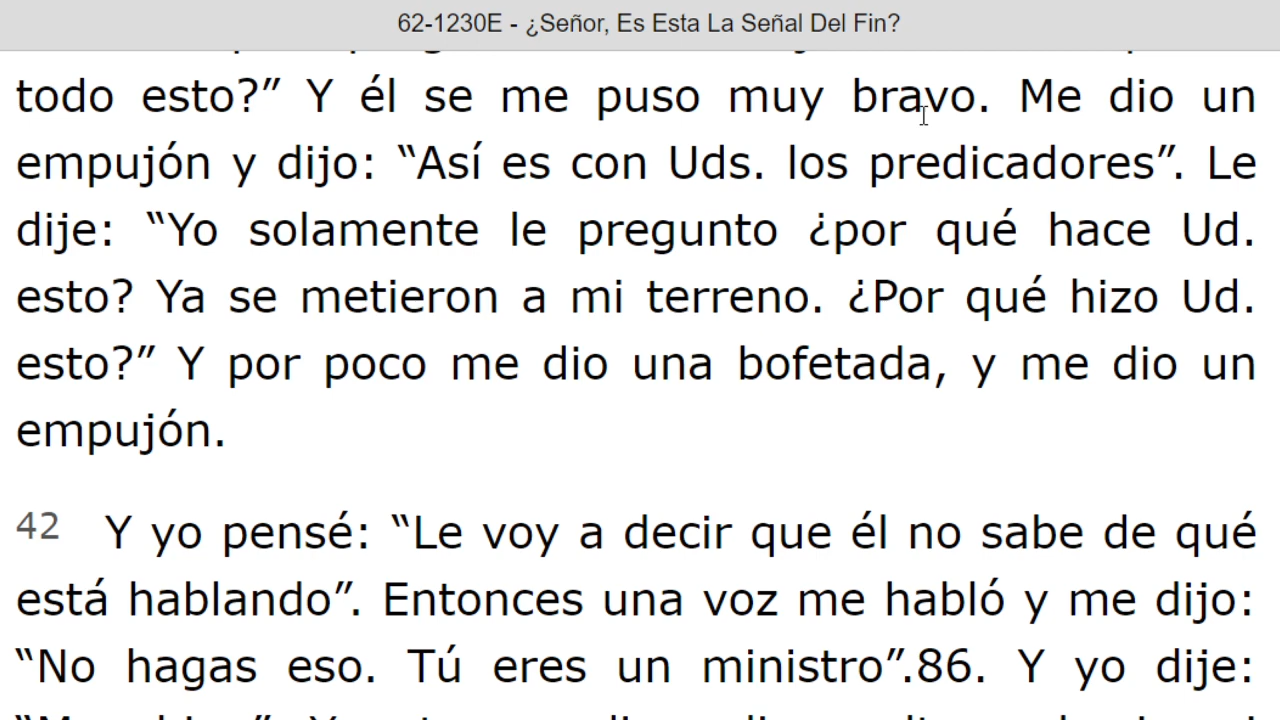 62-1230E - ¿Señor, Es Esta La Señal Del Fin?
todo esto?” Y él se me puso muy bravo. Me dio un
empujón y dijo: “Así es con Uds. los predicadores”. Le
dije: “Yo solamente le pregunto ¿por qué hace Ud.
esto? Ya se metieron a mi terreno. ¿Por qué hizo Ud.
esto?” Y por poco me dio una bofetada, y me dio un
empujón.
42 Y yo pensé: “Le voy a decir que él no sabe de qué
está hablando”. Entonces una voz me habló y me dijo:
“No hagas eso. Tú eres un ministro”.86. Y yo dije: